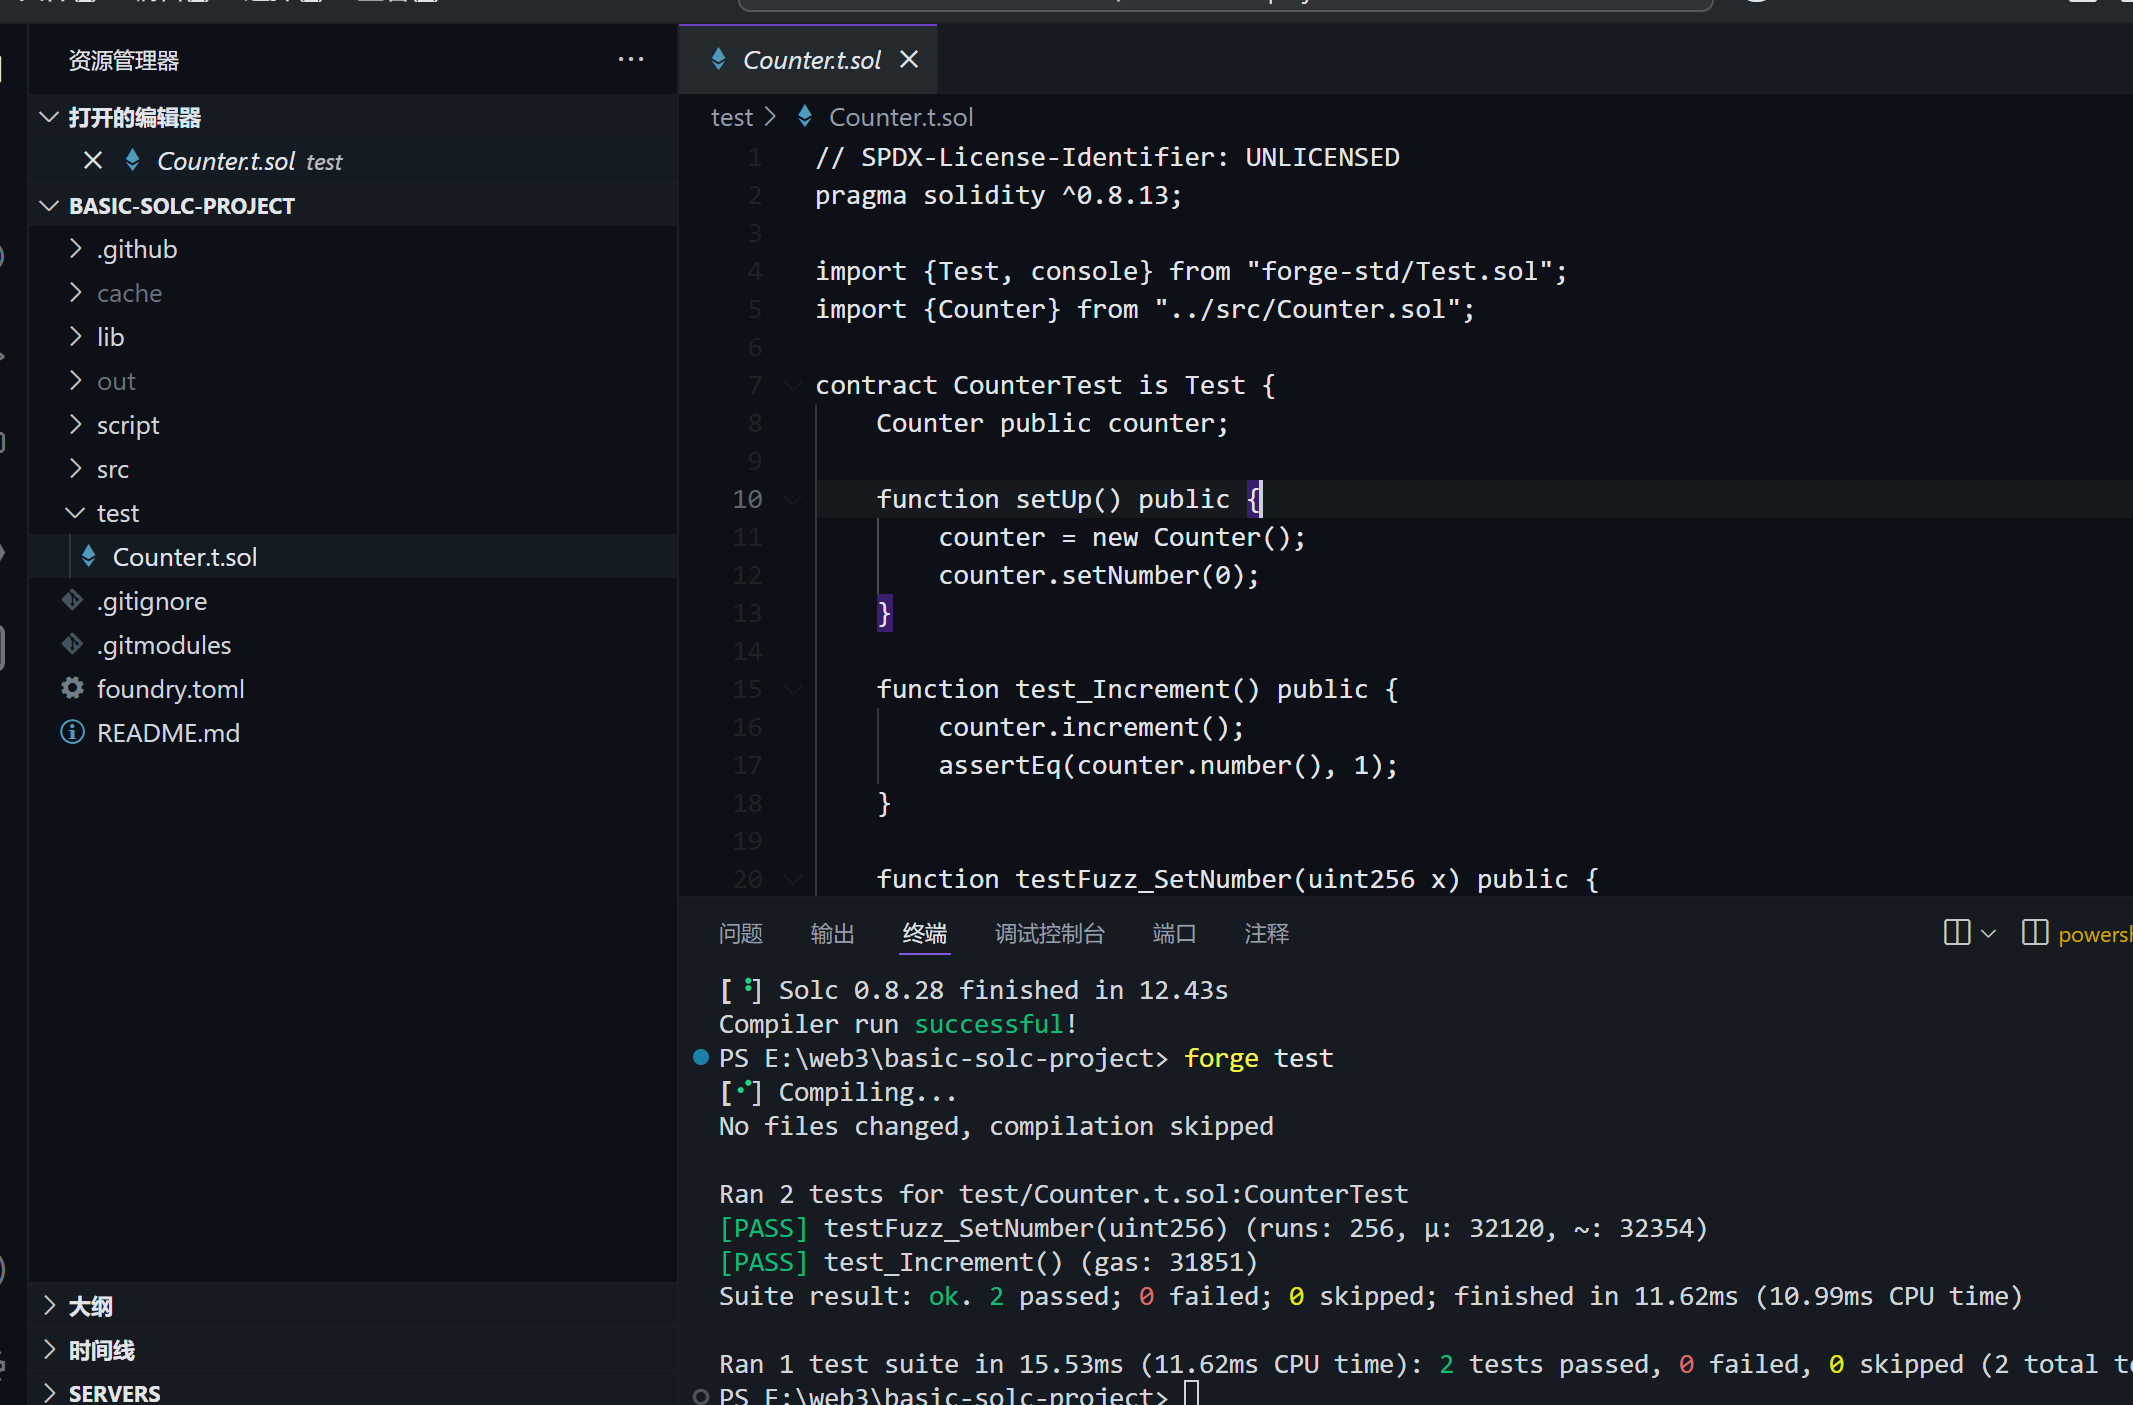 资源管理器
打开的编辑器
Counter.t.sol test
BASIC-SOLC-PROJECT
.github
cache
lib
out
script
src
test
Counter.t.sol
.gitignore
.gitmodules
foundry.toml
README.md
大纲
时间线
SERVERS
Counter.t.sol
test > Counter.t.sol
1 // SPDX-License-Identifier: UNLICENSED
2 pragma solidity ^0.8.13;
3
4 import {Test, console} from "forge-std/Test.sol";
5 import {Counter} from "../src/Counter.sol";
6
7 contract CounterTest is Test {
8 Counter public counter;
9
10 function setUp() public {
11 counter = new Counter();
12 counter.setNumber(0);
13 }
14
15 function test_Increment() public {
16 counter.increment();
17 assertEq(counter.number(), 1);
18 }
19
20 function testFuzz_SetNumber(uint256 x) public {
问题 输出 终端 调试控制台 端口 注释
[⠘] Solc 0.8.28 finished in 12.43s
Compiler run successful!
PS E:\web3\basic-solc-project> forge test
[⠊] Compiling...
No files changed, compilation skipped
Ran 2 tests for test/Counter.t.sol:CounterTest
[PASS] testFuzz_SetNumber(uint256) (runs: 256, μ: 32120, ~: 32354)
[PASS] test_Increment() (gas: 31851)
Suite result: ok. 2 passed; 0 failed; 0 skipped; finished in 11.62ms (10.99ms CPU time)
Ran 1 test suite in 15.53ms (11.62ms CPU time): 2 tests passed, 0 failed, 0 skipped (2 total
PS E:\web3\basic-solc-project>